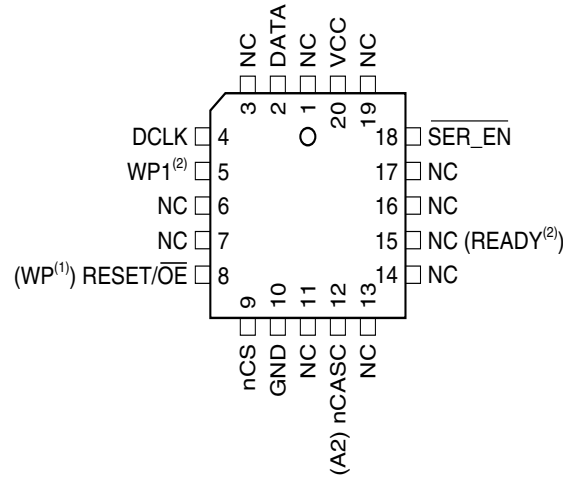 NC
DATA
NC
VCC
NC
3
2
1
20
19
DCLK 4
WP1(2) 5
NC 6
NC 7
(WP(1)) RESET/OE 8
18 SER_EN
17 NC
16 NC
15 NC (READY(2))
14 NC
9
10
11
12
13
nCS
GND
NC
(A2) nCASC
NC